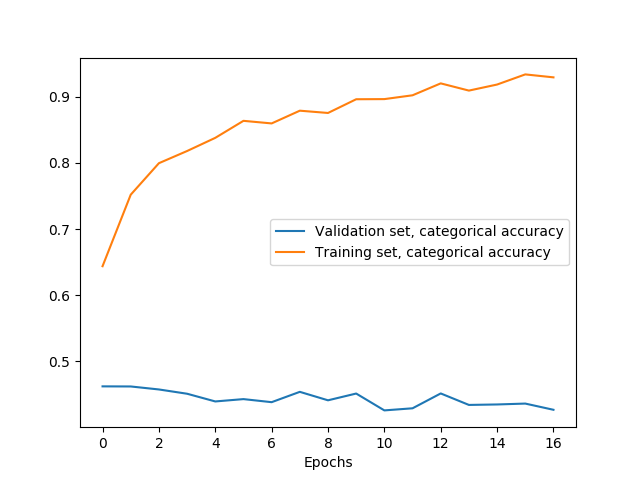 0.9
0.8
0.7
0.6
0.5
Validation set, categorical accuracy
Training set, categorical accuracy
0 2 4 6 8 10 12 14 16
Epochs